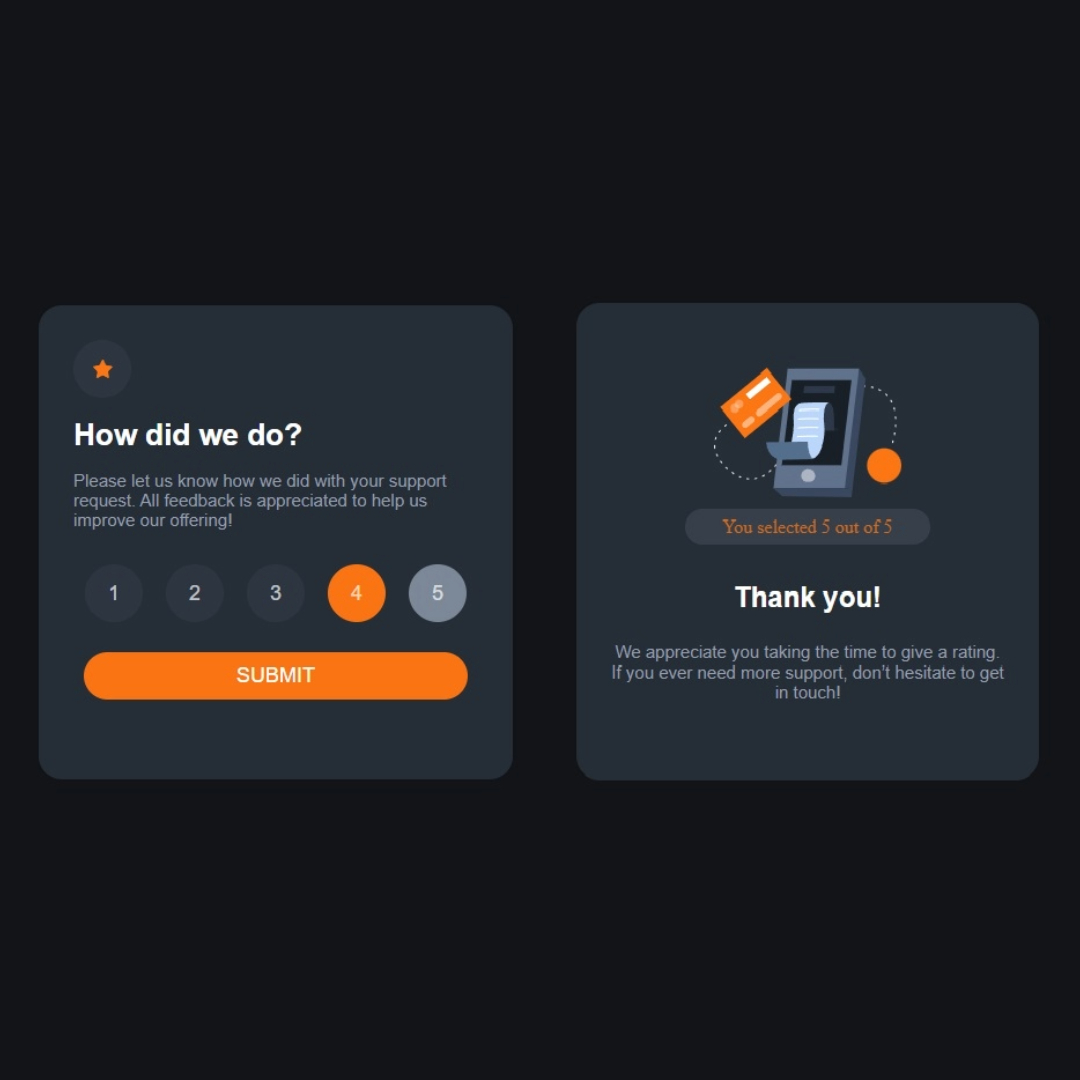 How did we do?
Please let us know how we did with your support
request. All feedback is appreciated to help us
improve our offering!
1 2 3 4 5
SUBMIT
You selected 5 out of 5
Thank you!
We appreciate you taking the time to give a rating.
If you ever need more support, don't hesitate to get
in touch!